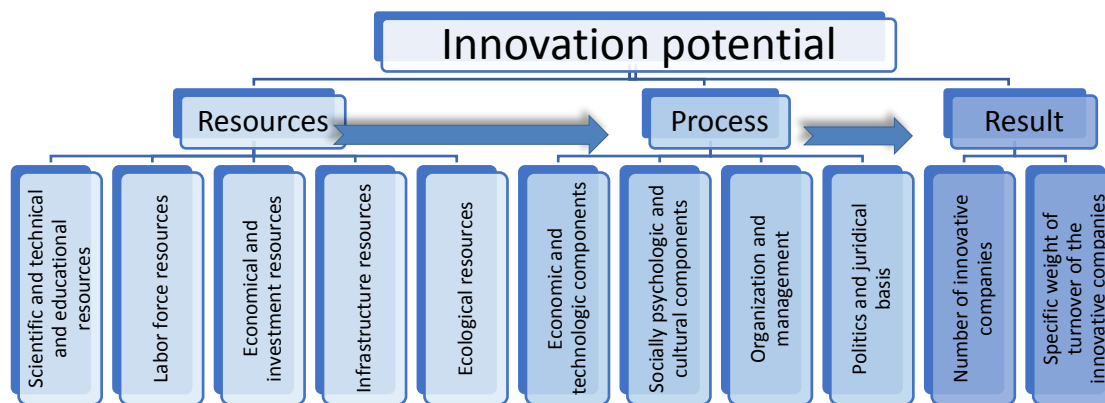 Innovation potential
Resources
Process
Result
Scientific and technical
and educational
resources
Labor force resources
Economical and
investment resources
Infrastructure resources
Ecological resources
Economic and
technologic components
Socially psychologic and
cultural components
Organization and
management
Politics and juridical
basis
Number of innovative
companies
Specific weight of
turnover of the
innovative companies